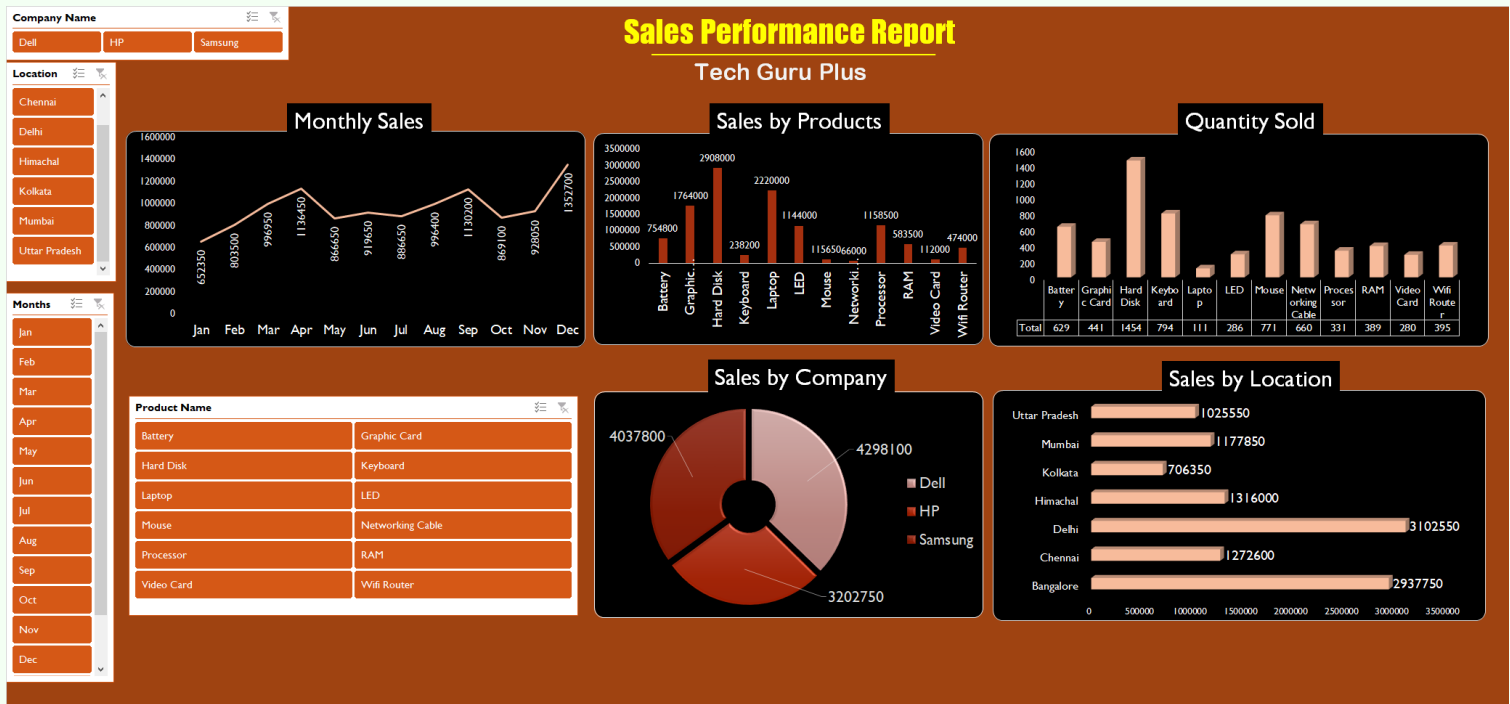 Company Name
Dell HP Samsung
Sales Performance Report
Tech Guru Plus
Location
Chennai
Delhi
Himachal
Kolkata
Mumbai
Uttar Pradesh
Months
Jan
Feb
Mar
Apr
May
Jun
Jul
Aug
Sep
Oct
Nov
Dec
Monthly Sales
1600000
1400000
1200000
1000000
800000
600000
400000
200000
0
652350 803500 996950 1136450 866650 919650 886650 996400 1130200 869100 928050 1352700
Jan Feb Mar Apr May Jun Jul Aug Sep Oct Nov Dec
Sales by Products
3500000
3000000
2500000
2000000
1500000
1000000
500000
0
754800 1764000 2908000 238200 2220000 1144000 115650 66000 1158500 583500 112000 474000
Battery
Graphic...
Hard Disk
Keyboard
Laptop
LED
Mouse
Networki...
Processor
RAM
Video Card
Wifi Router
Quantity Sold
1600
1400
1200
1000
800
600
400
200
0
Batter Graphi Hard Keybo Lapto LED Mouse Netw Proces RAM Video Wifi
y c Card Disk ard p orking sor Card Route
Cable r
Total 629 441 1454 794 111 286 771 660 331 389 280 395
Product Name
Battery Graphic Card
Hard Disk Keyboard
Laptop LED
Mouse Networking Cable
Processor RAM
Video Card Wifi Router
Sales by Company
4037800
4298100
3202750
Dell
HP
Samsung
Sales by Location
Uttar Pradesh 1025550
Mumbai 1177850
Kolkata 706350
Himachal 1316000
Delhi 3102550
Chennai 1272600
Bangalore 2937750
0 500000 1000000 1500000 2000000 2500000 3000000 3500000